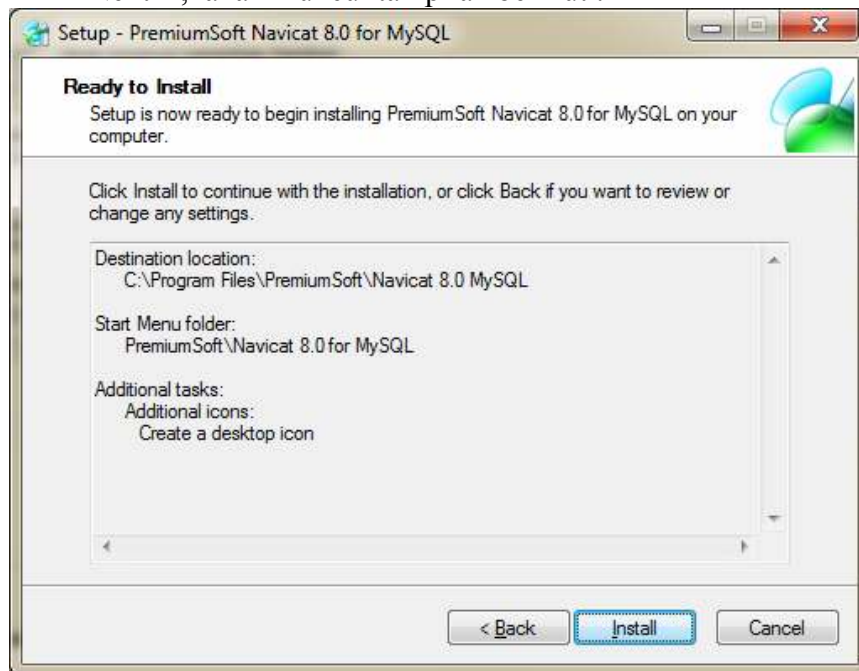 Setup - PremiumSoft Navicat 8.0 for MySQL
Ready to Install
Setup is now ready to begin installing PremiumSoft Navicat 8.0 for MySQL on your
computer.
Click Install to continue with the installation, or click Back if you want to review or
change any settings.
Destination location:
C:\Program Files\PremiumSoft\Navicat 8.0 MySQL
Start Menu folder:
PremiumSoft\Navicat 8.0 for MySQL
Additional tasks:
Additional icons:
Create a desktop icon
< Back
Install
Cancel